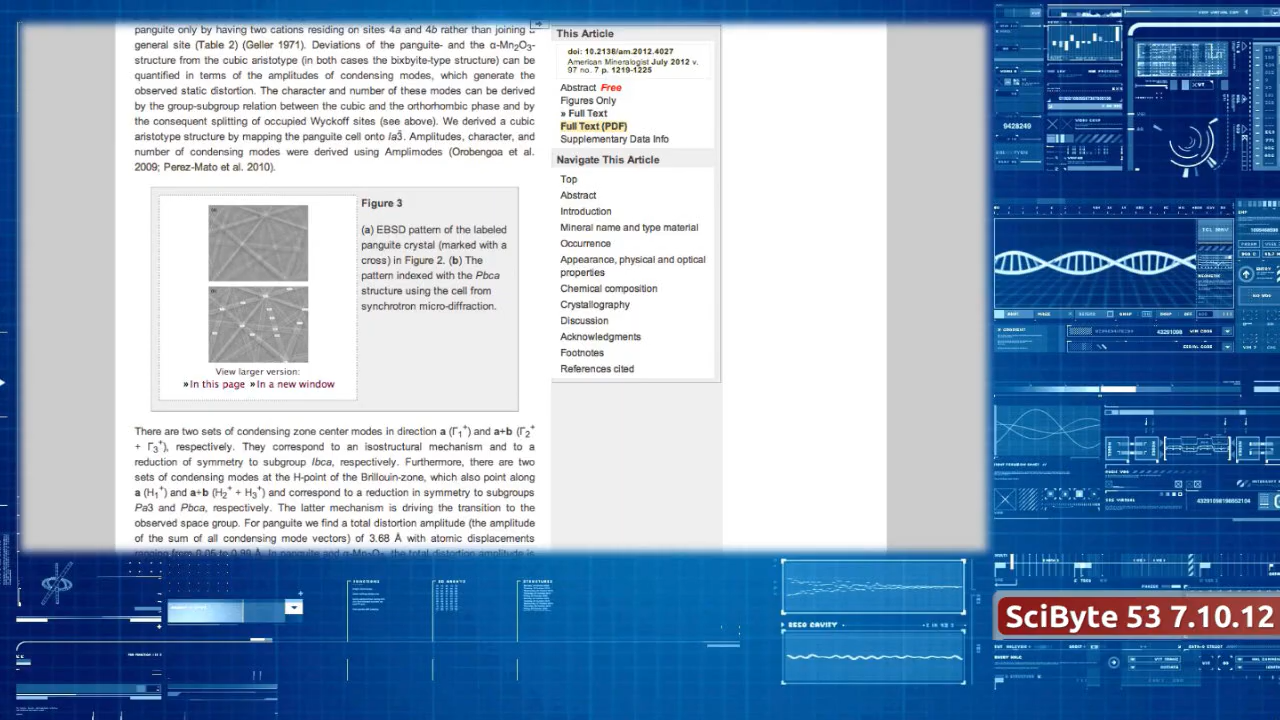 panguite only by having two cations residing on sites 4a and 4b rather than joining a
general site (Table 2) (Geller 1971). Deviations of the panguite- and the α-Mn2O3-
structure from the cubic aristotype (in both cases the bixbyite-type structure) can be
quantified in terms of the amplitudes of condensing modes, which generate the
observed static distortion. The character and number of these modes can be derived
by the group-subgroup relation between the cubic and the orthorhombic phase and by
the consequent splitting of occupied Wyckoff sites (see above). We derived a cubic
aristotype structure by mapping the panguite cell onto Ia3. Amplitudes, character, and
number of condensing modes were derived using Amplimodes (Orobengoa et al.
2009; Perez-Mato et al. 2010).
Figure 3
(a) EBSD pattern of the labeled
panguite crystal (marked with a
cross) in Figure 2. (b) The
pattern indexed with the Pbca
structure using the cell from
synchrotron micro-diffraction.
View larger version:
» In this page » In a new window
There are two sets of condensing zone center modes in direction a (Γ1+) and a+b (Γ2+
+ Γ3+), respectively. They correspond to an isostructural mechanism and to a
reduction of symmetry to subgroup Ibca, respectively. Furthermore, there are two
sets of condensing modes at the H-point of the Brillouin-zone, which also point along
a (H1+) and a+b (H2+ + H3+) and correspond to a reduction in symmetry to subgroups
Pa3 and Pbca, respectively. The latter mechanism is driving the transition to the
observed space group. For panguite we find a total distortion amplitude (the amplitude
of the sum of all condensing mode vectors) of 3.68 Å with atomic displacements
This Article
doi: 10.2138/am.2012.4027
American Mineralogist July 2012 v.
97 no. 7 p. 1219-1225
Abstract Free
Figures Only
» Full Text
Full Text (PDF)
Supplementary Data Info
Navigate This Article
Top
Abstract
Introduction
Mineral name and type material
Occurrence
Appearance, physical and optical
properties
Chemical composition
Crystallography
Discussion
Acknowledgments
Footnotes
References cited
9428249
SciByte 53 7.10.12